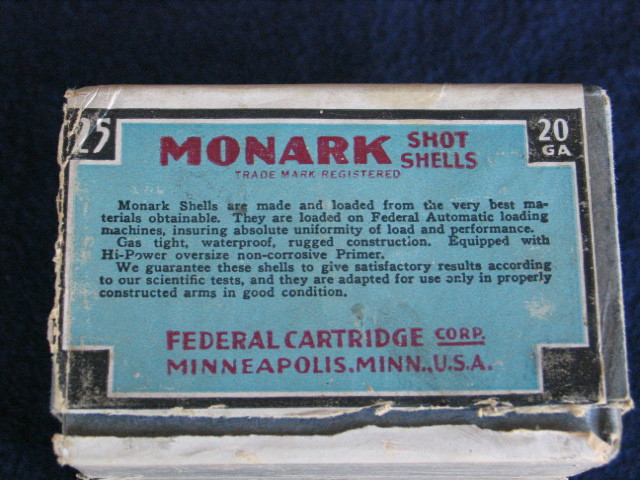 25 MONARK SHOT SHELLS 20 GA
TRADE MARK REGISTERED
Monark Shells are made and loaded from the very best ma-
terials obtainable. They are loaded on Federal Automatic loading
machines, insuring absolute uniformity of load and performance.
Gas tight, waterproof, rugged construction. Equipped with
Hi-Power oversize non-corrosive Primer.
We guarantee these shells to give satisfactory results according
to our scientific tests, and they are adapted for use only in properly
constructed arms in good condition.
FEDERAL CARTRIDGE CORP.
MINNEAPOLIS, MINN., U.S.A.